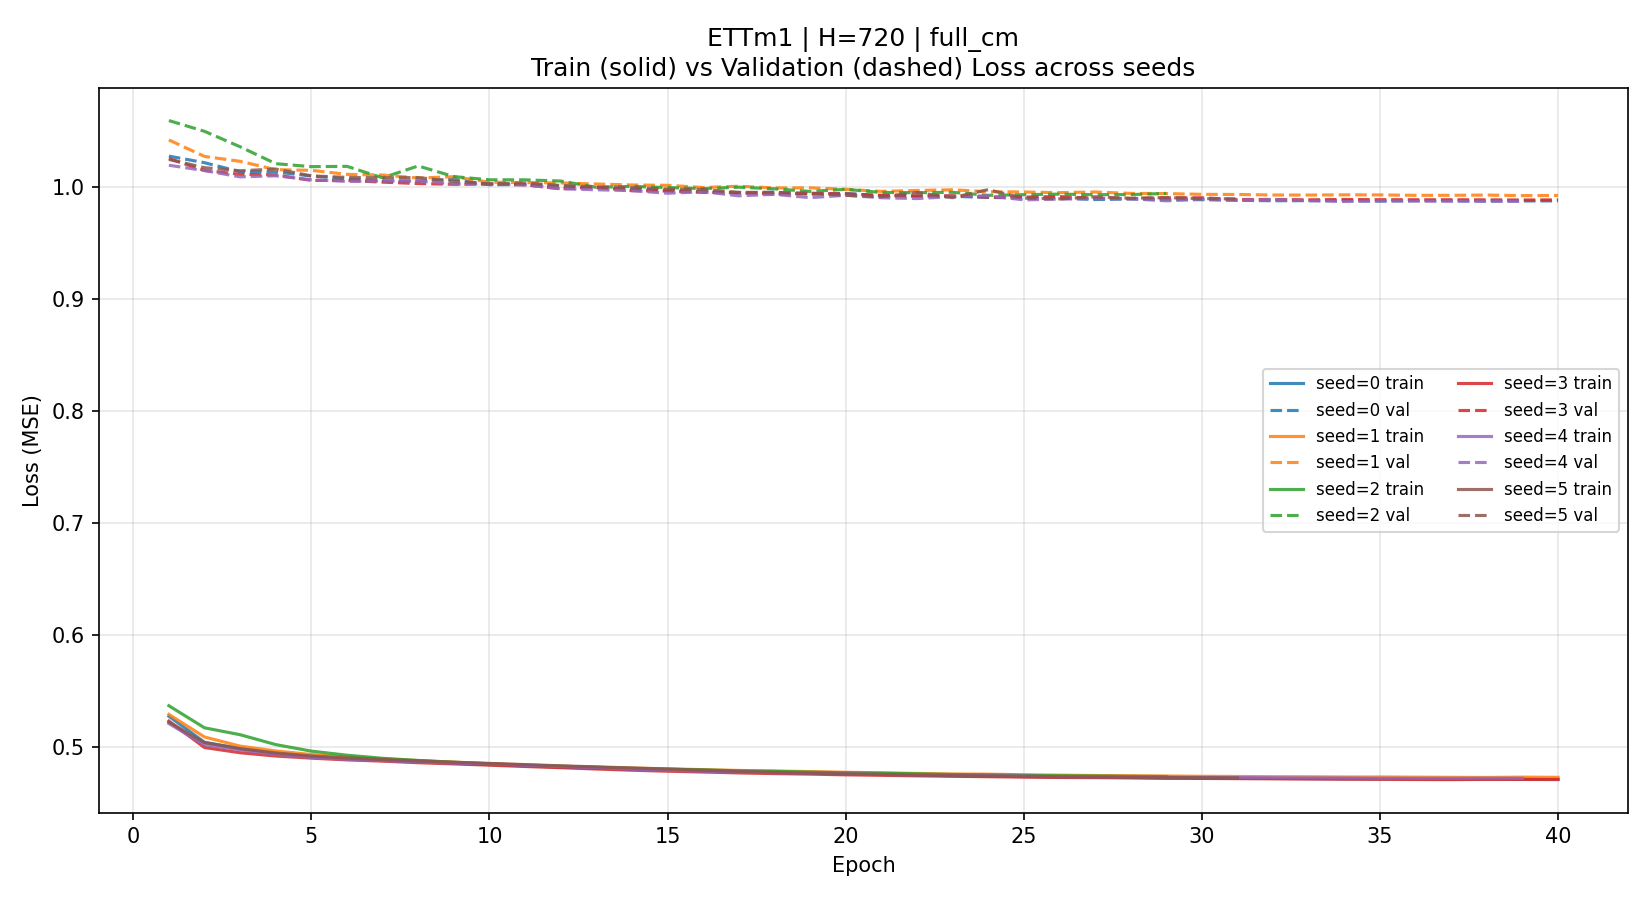 ETTm1 | H=720 | full_cm
Train (solid) vs Validation (dashed) Loss across seeds
Loss (MSE)
1.0
0.9
0.8
0.7
0.6
0.5
seed=0 train
seed=0 val
seed=1 train
seed=1 val
seed=2 train
seed=2 val
seed=3 train
seed=3 val
seed=4 train
seed=4 val
seed=5 train
seed=5 val
0 5 10 15 20 25 30 35 40
Epoch